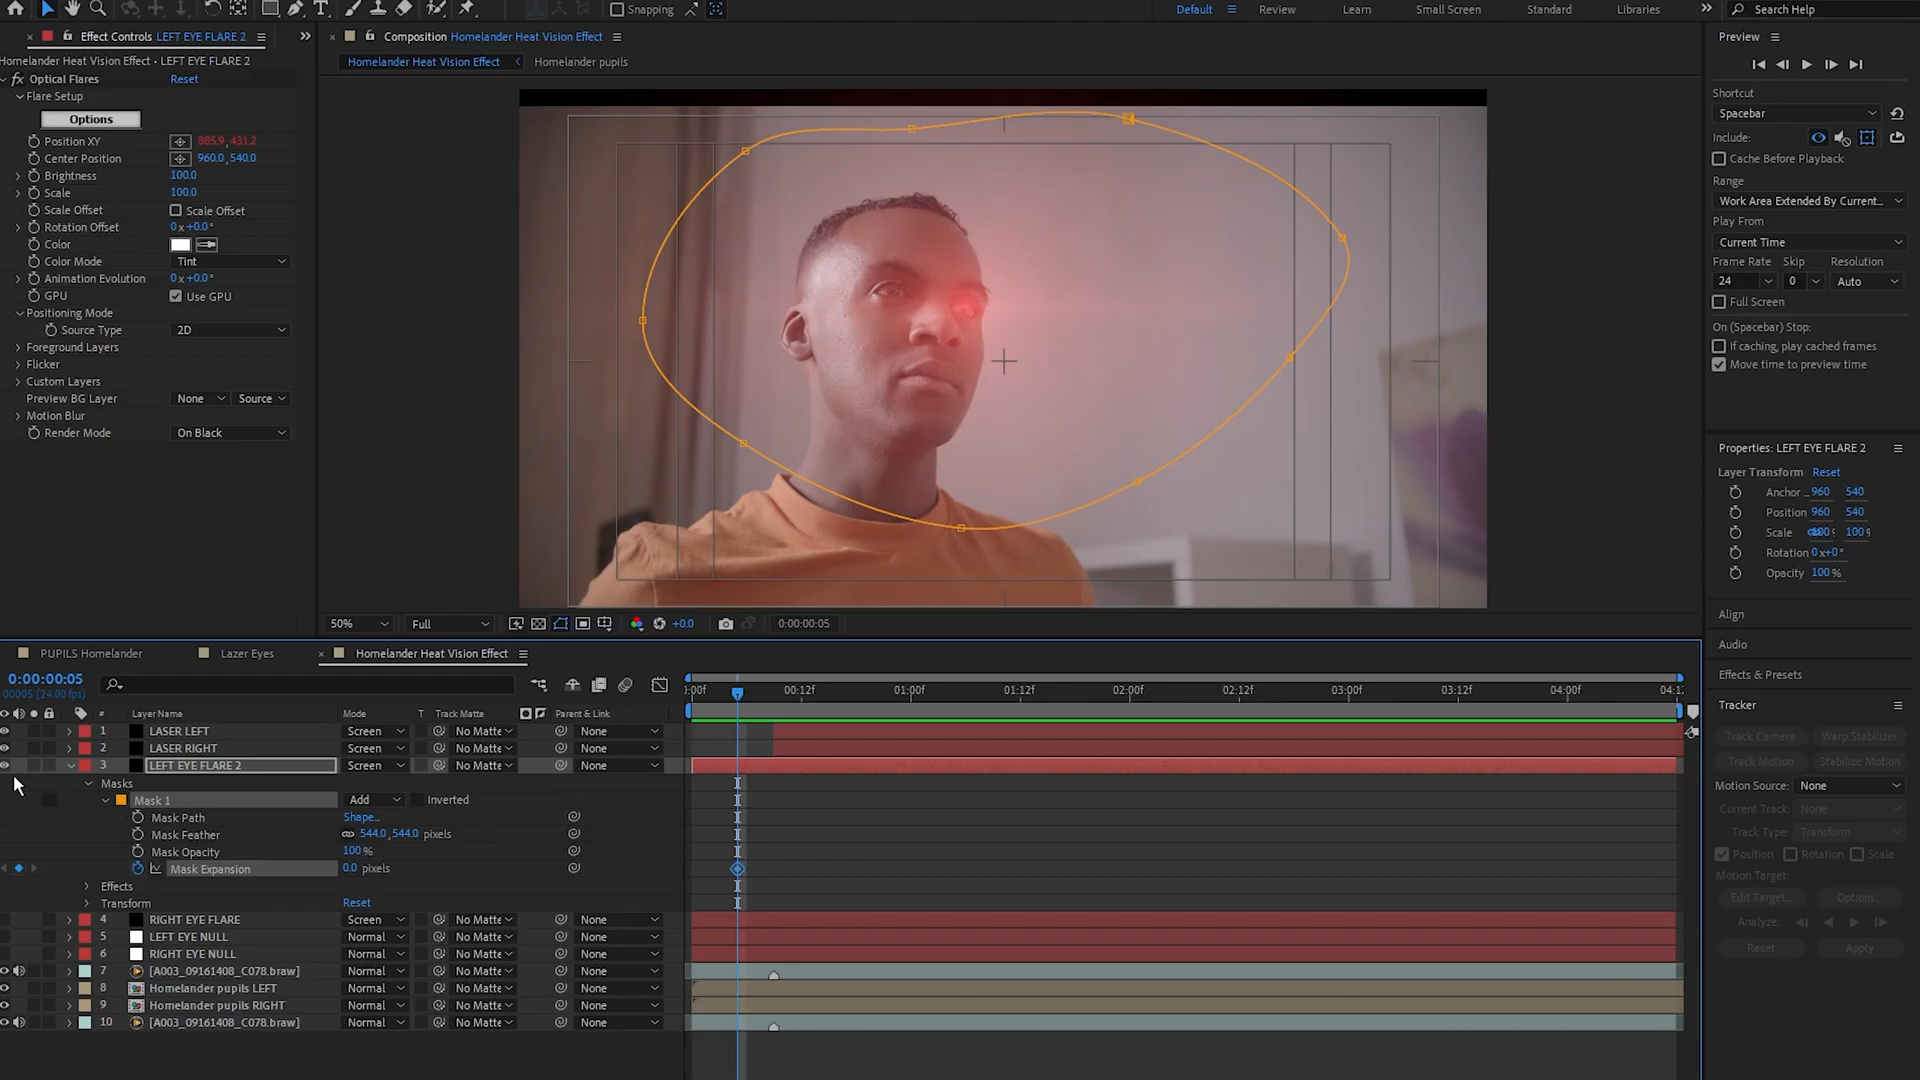 Snapping
Default
Review
Learn
Small Screen
Standard
Libraries
Search Help
Effect Controls LEFT EYE FLARE 2
Composition Homelander Heat Vision Effect
Preview
Homelander Heat Vision Effect - LEFT EYE FLARE 2
Homelander Heat Vision Effect
Homelander pupils
fx Optical Flares Reset
Flare Setup
Options
Position XY 885.9, 431.2
Center Position 960.0, 540.0
Brightness 100.0
Scale 100.0
Scale Offset Scale Offset
Rotation Offset 0 x +0.0°
Color
Color Mode Tint
Animation Evolution 0 x +0.0°
GPU Use GPU
Positioning Mode
Source Type 2D
Foreground Layers
Flicker
Custom Layers
Preview BG Layer None Source
Motion Blur
Render Mode On Black
50% Full +0.0 0:00:00:05
Shortcut
Spacebar
Include:
Cache Before Playback
Range
Work Area Extended By Current...
Play From
Current Time
Frame Rate Skip Resolution
24 0 Auto
Full Screen
On (Spacebar) Stop:
If caching, play cached frames
Move time to preview time
Properties: LEFT EYE FLARE 2
Layer Transform Reset
Anchor 960 540
Position 960 540
Scale 100%
Rotation 0 x +0°
Opacity 100 %
Align
Audio
Effects & Presets
Tracker
Track Camera Warp Stabilizer
Track Motion Stabilize Motion
Motion Source: None
Current Track: None
Track Type: Transform
Position Rotation Scale
Motion Target:
Edit Target... Options...
Analyze:
Reset Apply
PUPILS Homelander Lazer Eyes Homelander Heat Vision Effect
0:00:00:05
00005 (24.00 fps)
:00f 00:12f 01:00f 01:12f 02:00f 02:12f 03:00f 03:12f 04:00f 04:1
# Layer Name Mode T Track Matte Parent & Link
1 LASER LEFT Screen No Matte None
2 LASER RIGHT Screen No Matte None
3 LEFT EYE FLARE 2 Screen No Matte None
Masks
Mask 1 Add Inverted
Mask Path Shape...
Mask Feather 544.0, 544.0 pixels
Mask Opacity 100 %
Mask Expansion 0.0 pixels
Effects
Transform Reset
4 RIGHT EYE FLARE Screen No Matte None
5 LEFT EYE NULL Normal No Matte None
6 RIGHT EYE NULL Normal No Matte None
7 [A003_09161408_C078.braw] Normal No Matte None
8 Homelander pupils LEFT Normal No Matte None
9 Homelander pupils RIGHT Normal No Matte None
10 [A003_09161408_C078.braw] Normal No Matte None